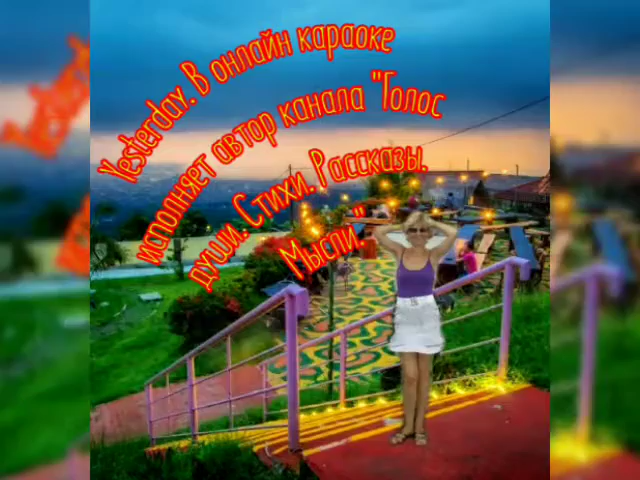 Yesterday. В онлайн караоке
исполняет автор канала "Голос
души. Стихи. Рассказы.
Мысли."